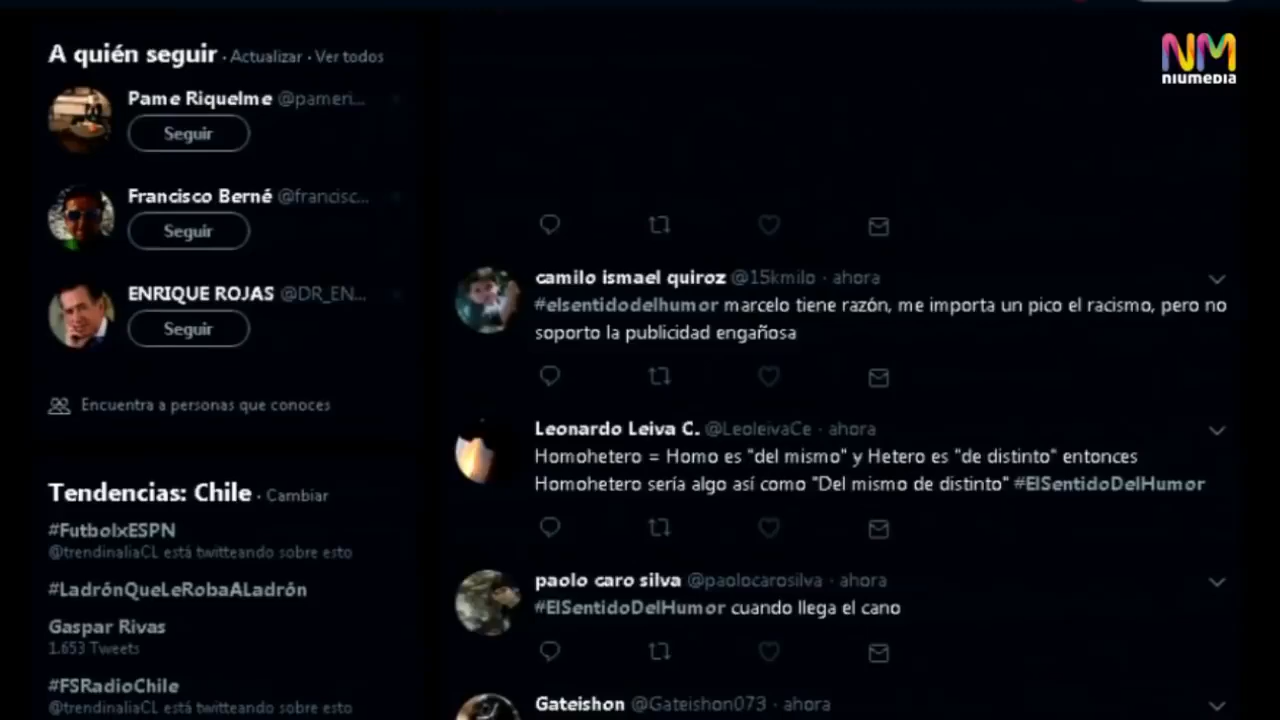 A quién seguir · Actualizar · Ver todos
Pame Riquelme @pameri...
Seguir
Francisco Berné @francisc...
Seguir
ENRIQUE ROJAS @DR_EN...
Seguir
Encuentra a personas que conoces
Tendencias: Chile · Cambiar
#FutbolxESPN
@trendinaliaCL está twitteando sobre esto
#LadrónQueLeRobaALadrón
Gaspar Rivas
1.653 Tweets
#FSRadioChile
@trendinaliaCL está twitteando sobre esto
NM
NIUMEDIA
camilo ismael quiroz @15kmilo · ahora
#elsentidodelhumor marcelo tiene razón, me importa un pico el racismo, pero no
soporto la publicidad engañosa
Leonardo Leiva C. @LeoleivaCe · ahora
Homohetero = Homo es "del mismo" y Hetero es "de distinto" entonces
Homohetero sería algo así como "Del mismo de distinto" #ElSentidoDelHumor
paolo caro silva @paolocarosilva · ahora
#ElSentidoDelHumor cuando llega el cano
Gateishon @Gateishon073 · ahora